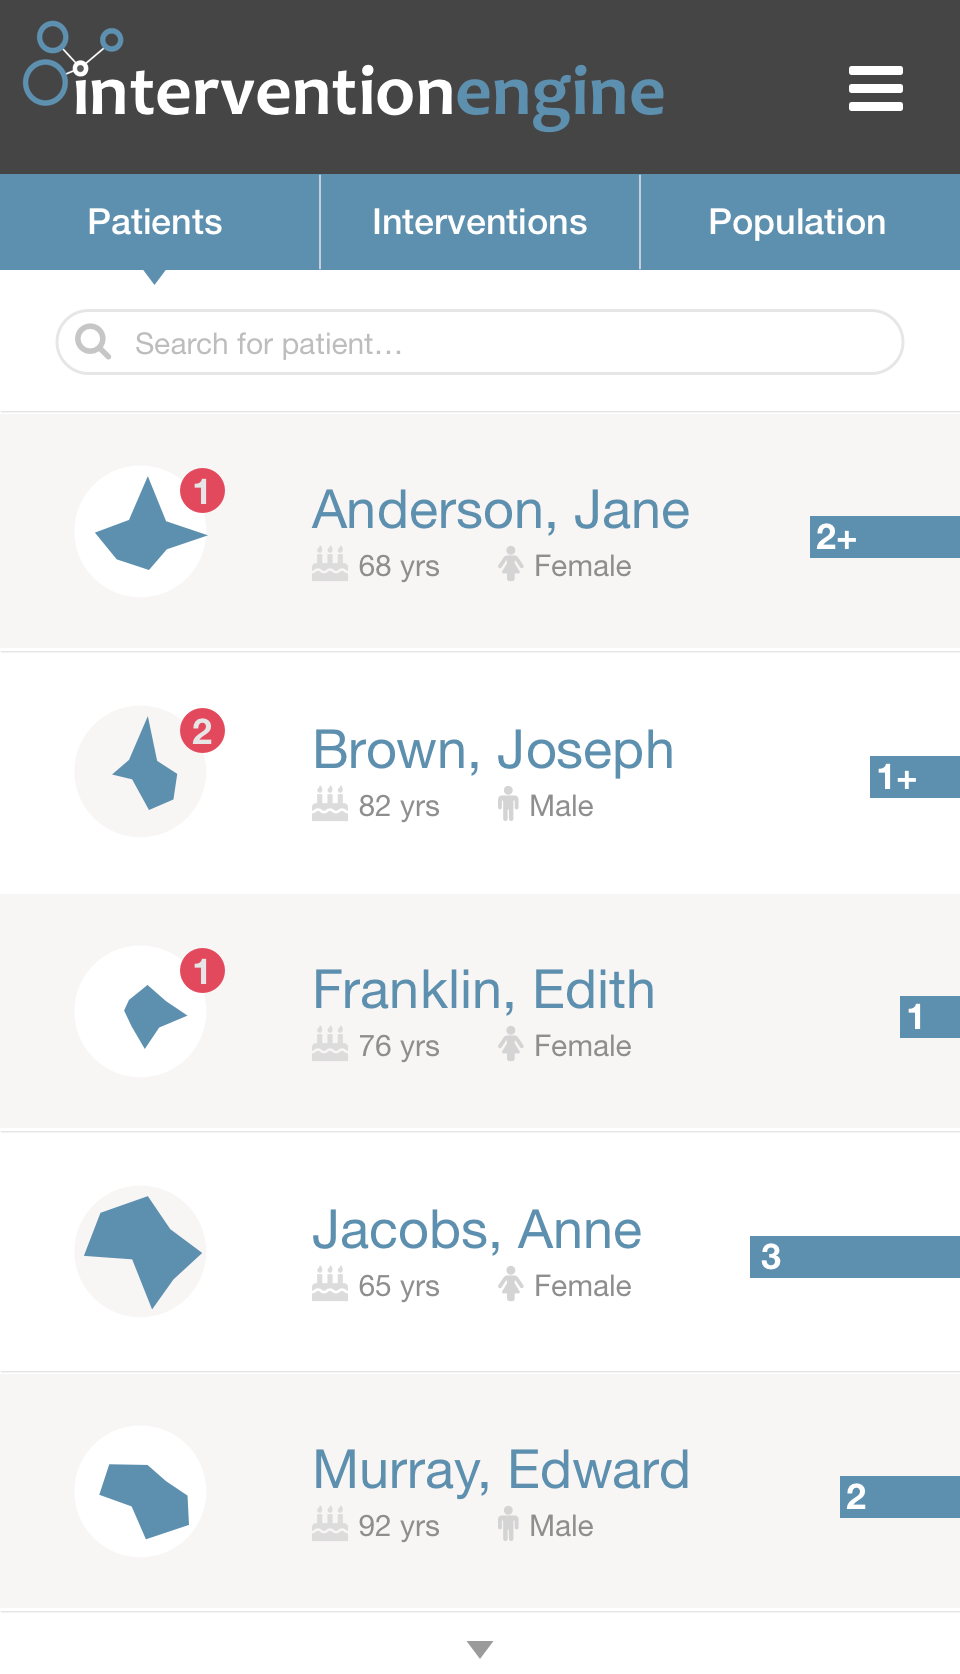 interventionengine
Patients Interventions Population
Search for patient...
1
Anderson, Jane
68 yrs Female
2+
2
Brown, Joseph
82 yrs Male
1+
1
Franklin, Edith
76 yrs Female
1
Jacobs, Anne
65 yrs Female
3
Murray, Edward
92 yrs Male
2